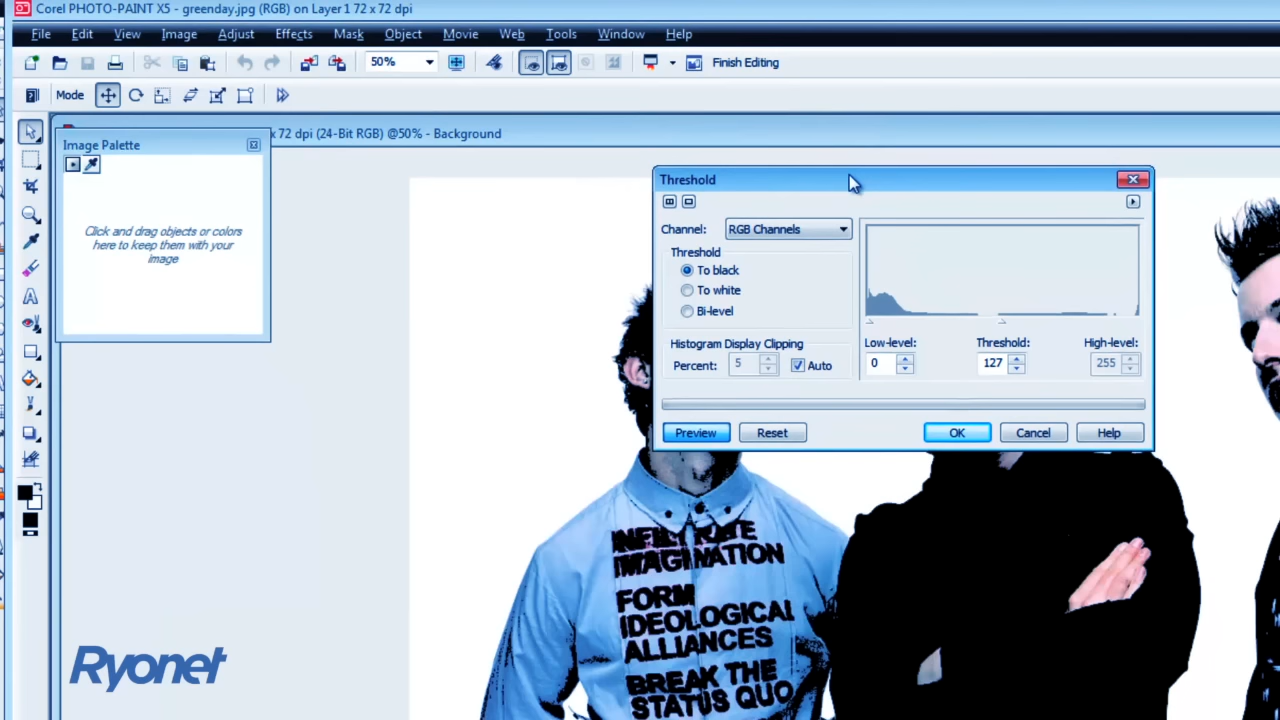 Corel PHOTO-PAINT X5 - greenday.jpg (RGB) on Layer 1 72 x 72 dpi
File Edit View Image Adjust Effects Mask Object Movie Web Tools Window Help
50% Finish Editing
Mode
x 72 dpi (24-Bit RGB) @50% - Background
Image Palette
Click and drag objects or colors
here to keep them with your
image
Threshold
Channel: RGB Channels
Threshold
To black
To white
Bi-level
Histogram Display Clipping
Percent: 5 Auto
Low-level: Threshold: High-level:
0 127 255
Preview Reset OK Cancel Help
INFILTRATE
IMAGINATION
FORM
IDEOLOGICAL
ALLIANCES
BREAK THE
STATUS QUO
Ryonet